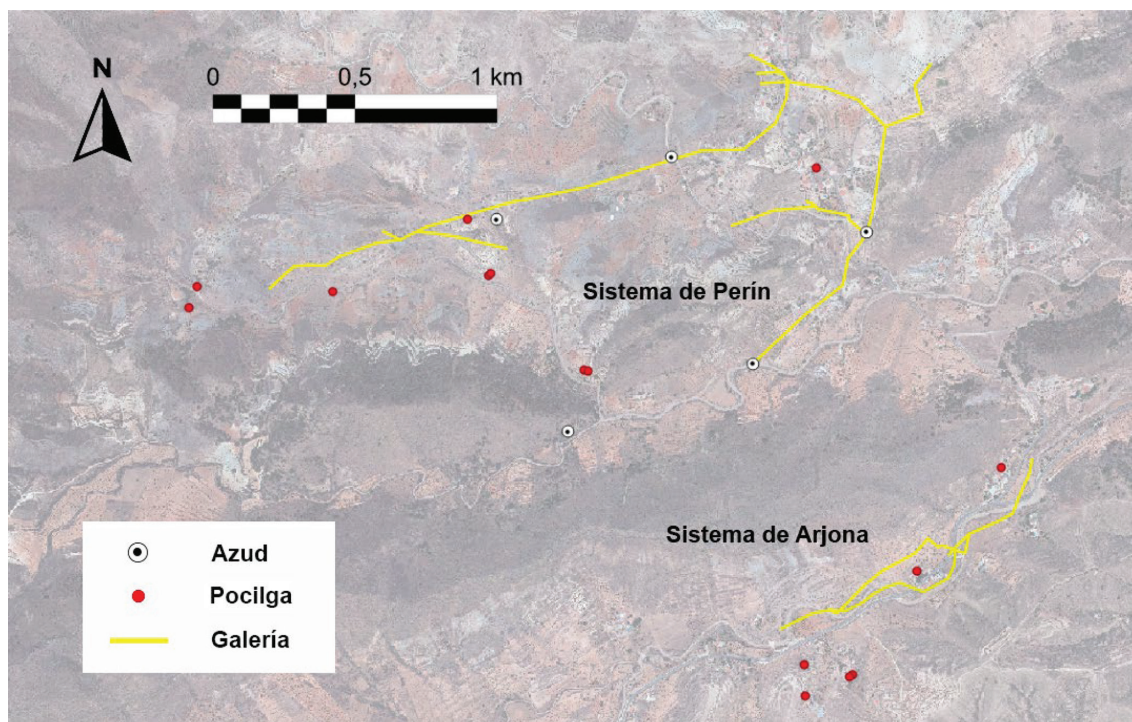 N
0 0,5 1 km
Sistema de Perín
Sistema de Arjona
Azud
Pocilga
Galería